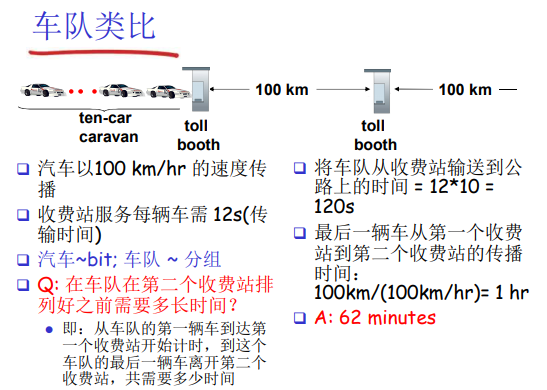 车队类比
100 km
100 km
ten-car
caravan
toll
booth
toll
booth
汽车以100 km/hr 的速度传
播
收费站服务每辆车需 12s(传
输时间)
汽车~bit; 车队 ~ 分组
Q: 在车队在第二个收费站排
列好之前需要多长时间?
即：从车队的第一辆车到达第
一个收费站开始计时，到这个
车队的最后一辆车离开第二个
收费站，共需要多少时间
将车队从收费站输送到公
路上的时间 = 12*10 =
120s
最后一辆车从第一个收费
站到第二个收费站的传播
时间：
100km/(100km/hr)= 1 hr
A: 62 minutes